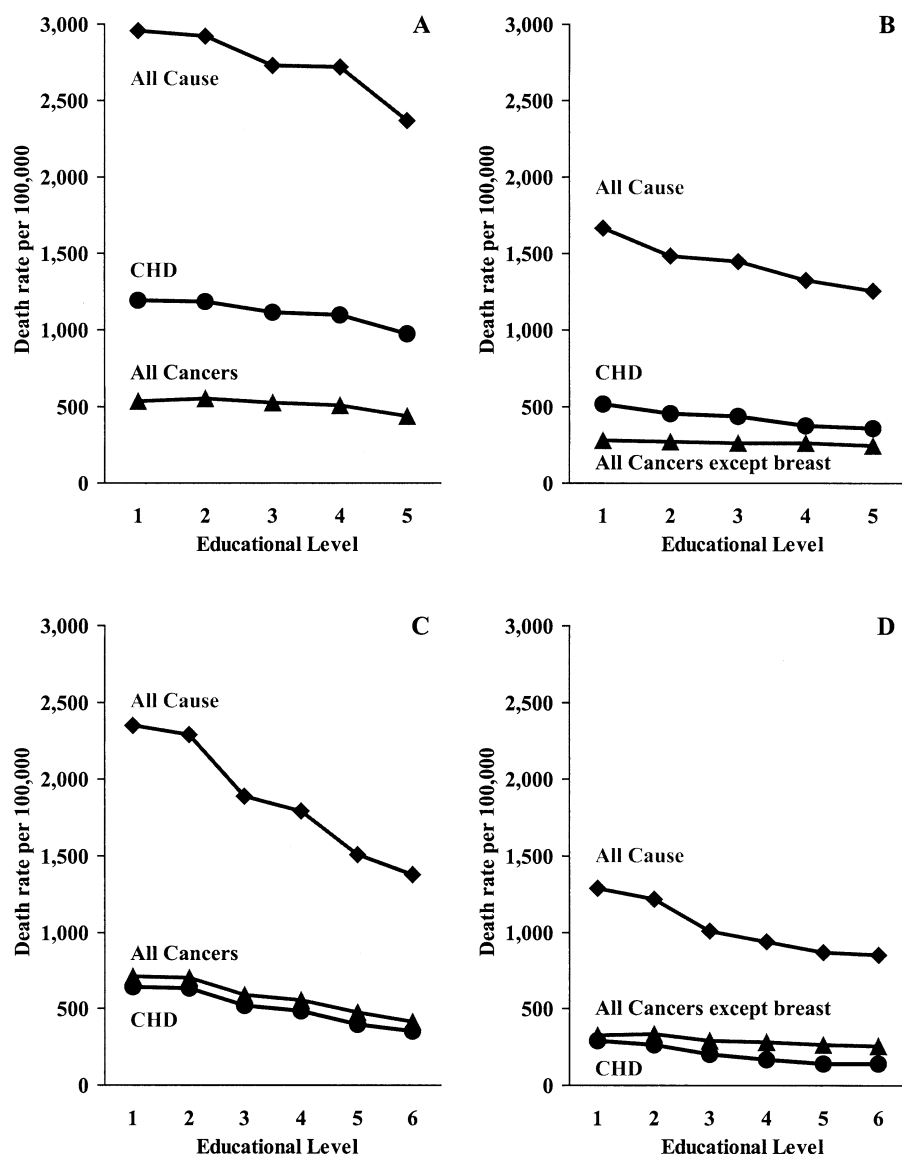 A
3,000
2,500
2,000
1,500
1,000
500
0
Death rate per 100,000
All Cause
CHD
All Cancers
1 2 3 4 5
Educational Level
B
3,000
2,500
2,000
1,500
1,000
500
0
Death rate per 100,000
All Cause
CHD
All Cancers except breast
1 2 3 4 5
Educational Level
C
3,000
2,500
2,000
1,500
1,000
500
0
Death rate per 100,000
All Cause
All Cancers
CHD
1 2 3 4 5 6
Educational Level
D
3,000
2,500
2,000
1,500
1,000
500
0
Death rate per 100,000
All Cause
All Cancers except breast
CHD
1 2 3 4 5 6
Educational Level